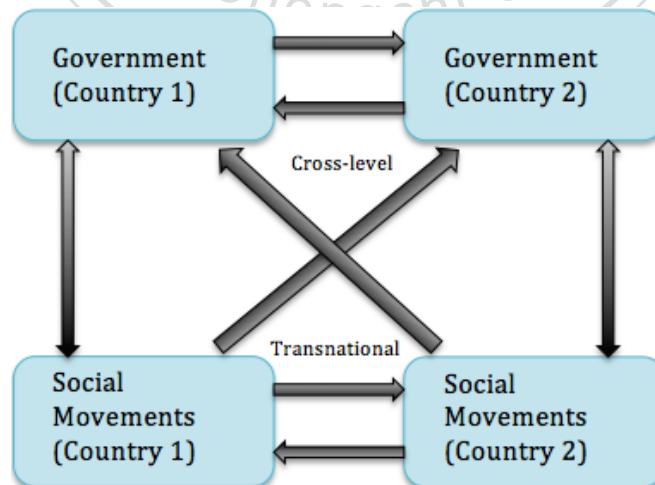 Government
(Country 1)
Government
(Country 2)
Cross-level
Transnational
Social
Movements
(Country 1)
Social
Movements
(Country 2)